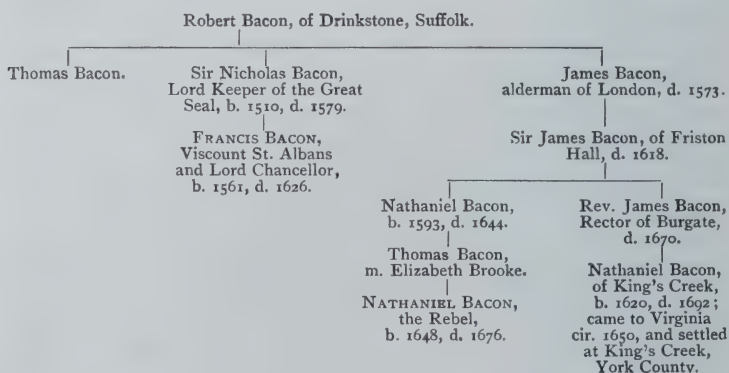 Robert Bacon, of Drinkstone, Suffolk.
Thomas Bacon.
Sir Nicholas Bacon,
Lord Keeper of the Great
Seal, b. 1510, d. 1579.
FRANCIS BACON,
Viscount St. Albans
and Lord Chancellor,
b. 1561, d. 1626.
James Bacon,
alderman of London, d. 1573.
Sir James Bacon, of Friston
Hall, d. 1618.
Nathaniel Bacon,
b. 1593, d. 1644.
Thomas Bacon,
m. Elizabeth Brooke.
NATHANIEL BACON,
the Rebel,
b. 1648, d. 1676.
Rev. James Bacon,
Rector of Burgate,
d. 1670.
Nathaniel Bacon,
of King's Creek,
b. 1620, d. 1692;
came to Virginia
cir. 1650, and settled
at King's Creek,
York County.